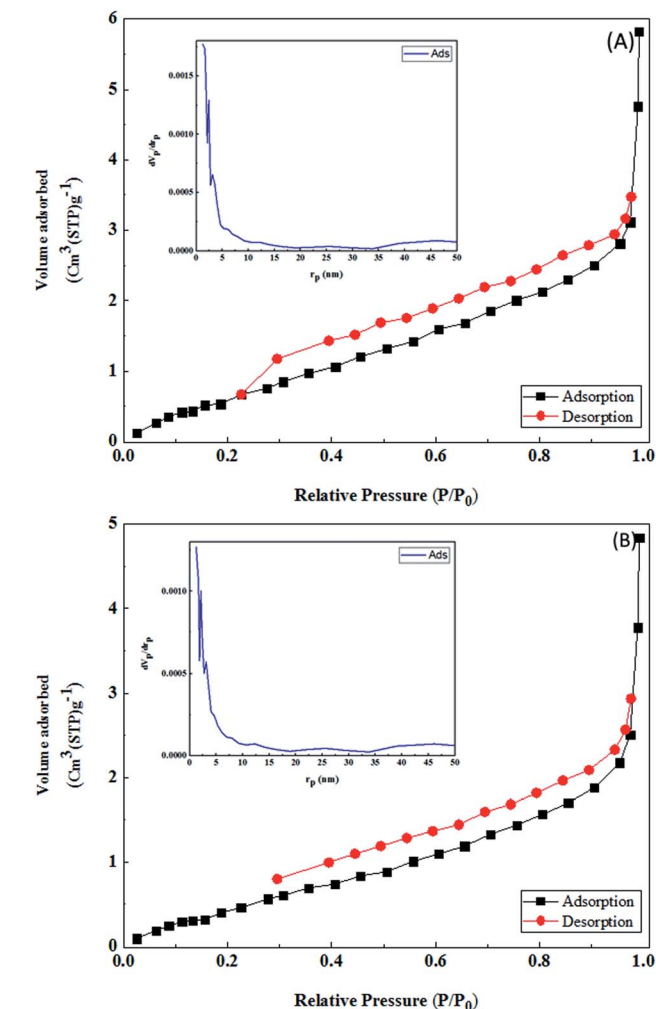 (A)
6
5
4
3
2
1
0
Volume adsorbed
(Cm³(STP)g⁻¹)
0.0 0.2 0.4 0.6 0.8 1.0
Relative Pressure (P/P₀)
Adsorption
Desorption
Ads
0.0015
0.0010
0.0005
0.0000
dVₚ/drₚ
0 5 10 15 20 25 30 35 40 45 50
rₚ (nm)
(B)
5
4
3
2
1
0
Volume adsorbed
(Cm³(STP)g⁻¹)
0.0 0.2 0.4 0.6 0.8 1.0
Relative Pressure (P/P₀)
Adsorption
Desorption
Ads
0.0010
0.0005
0.0000
dVₚ/drₚ
0 5 10 15 20 25 30 35 40 45 50
rₚ (nm)